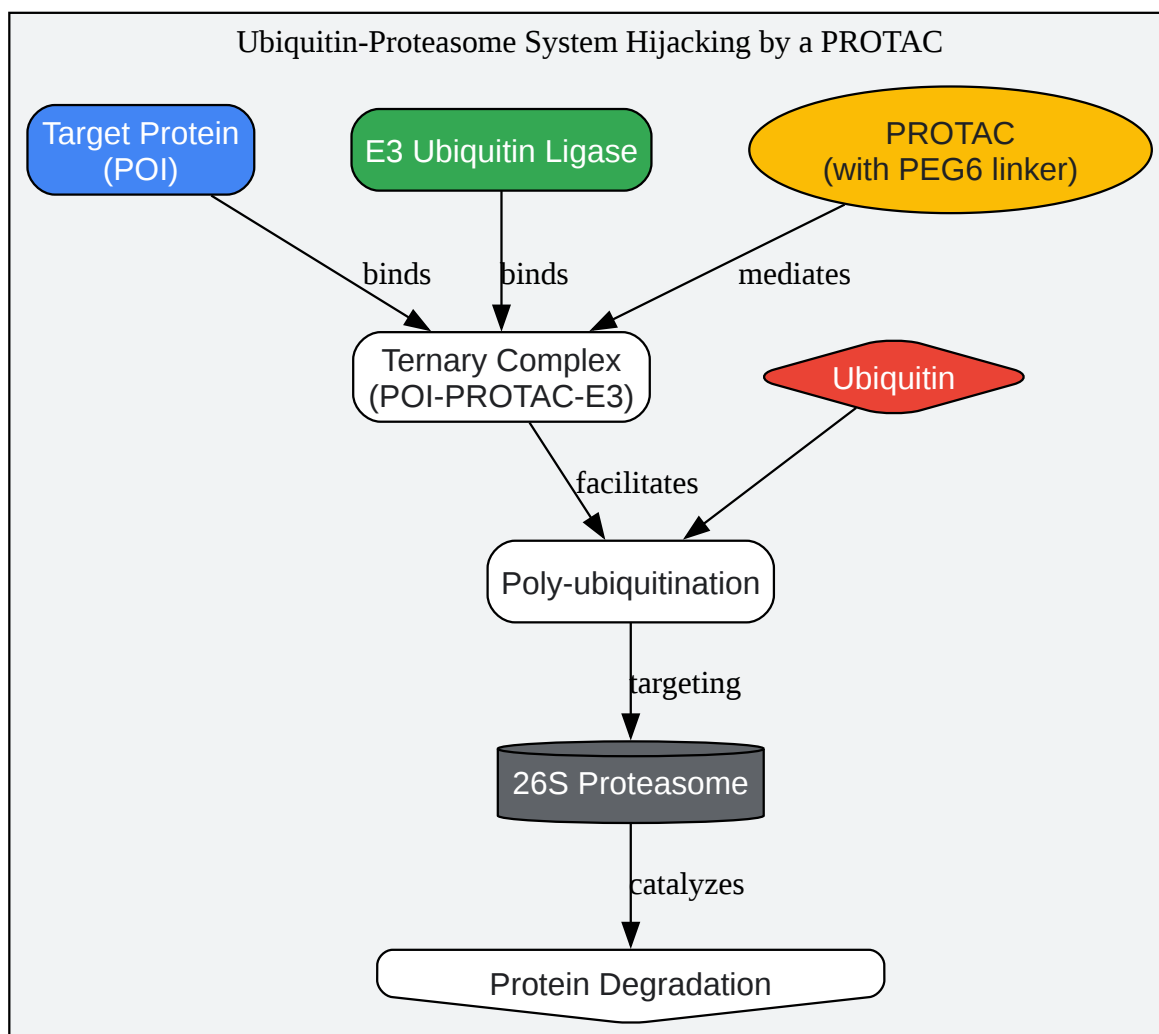 Ubiquitin-Proteasome System Hijacking by a PROTAC
Target Protein
(POI)
E3 Ubiquitin Ligase
PROTAC
(with PEG6 linker)
binds
binds
mediates
Ternary Complex
(POI-PROTAC-E3)
Ubiquitin
facilitates
Poly-ubiquitination
targeting
26S Proteasome
catalyzes
Protein Degradation